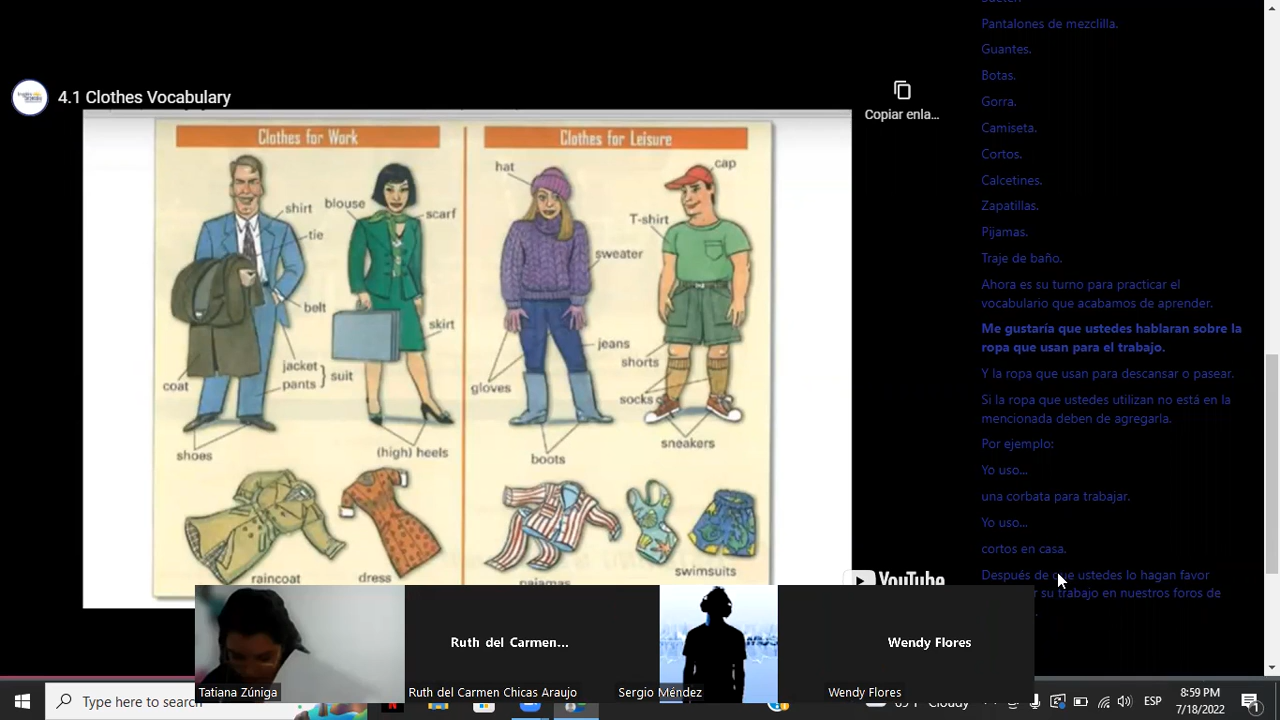 4.1 Clothes Vocabulary
Copiar enla...
Clothes for Work
Clothes for Leisure
hat
cap
shirt
blouse
scarf
T-shirt
tie
sweater
belt
skirt
jeans
shorts
jacket
pants
suit
coat
gloves
socks
shoes
(high) heels
boots
sneakers
raincoat
dress
pajamas
swimsuits
YouTube
Pantalones de mezclilla.
Guantes.
Botas.
Gorra.
Camiseta.
Cortos.
Calcetines.
Zapatillas.
Pijamas.
Traje de baño.
Ahora es su turno para practicar el
vocabulario que acabamos de aprender.
Me gustaría que ustedes hablaran sobre la
ropa que usan para el trabajo.
Y la ropa que usan para descansar o pasear.
Si la ropa que ustedes utilizan no está en la
mencionada deben de agregarla.
Por ejemplo:
Yo uso...
una corbata para trabajar.
Yo uso...
cortos en casa.
Después de que ustedes lo hagan favor
su trabajo en nuestros foros de
Ruth del Carmen...
Wendy Flores
Tatiana Zúniga
Ruth del Carmen Chicas Araujo
Sergio Méndez
Wendy Flores
Type here to search
ESP
8:59 PM
7/18/2022